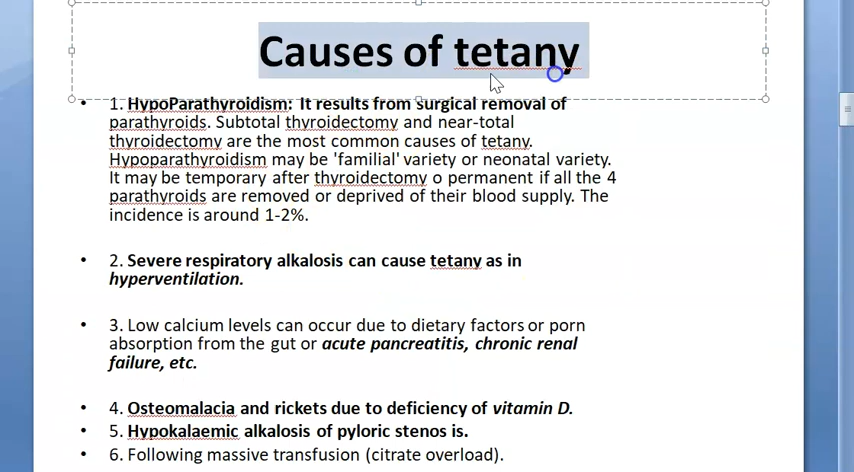 Causes of tetany
• 1. HypoParathyroidism: It results from surgical removal of
parathyroids. Subtotal thyroidectomy and near-total
thyroidectomy are the most common causes of tetany.
Hypoparathyroidism may be 'familial' variety or neonatal variety.
It may be temporary after thyroidectomy o permanent if all the 4
parathyroids are removed or deprived of their blood supply. The
incidence is around 1-2%.
• 2. Severe respiratory alkalosis can cause tetany as in
hyperventilation.
• 3. Low calcium levels can occur due to dietary factors or porn
absorption from the gut or acute pancreatitis, chronic renal
failure, etc.
• 4. Osteomalacia and rickets due to deficiency of vitamin D.
• 5. Hypokalaemic alkalosis of pyloric stenos is.
• 6. Following massive transfusion (citrate overload).